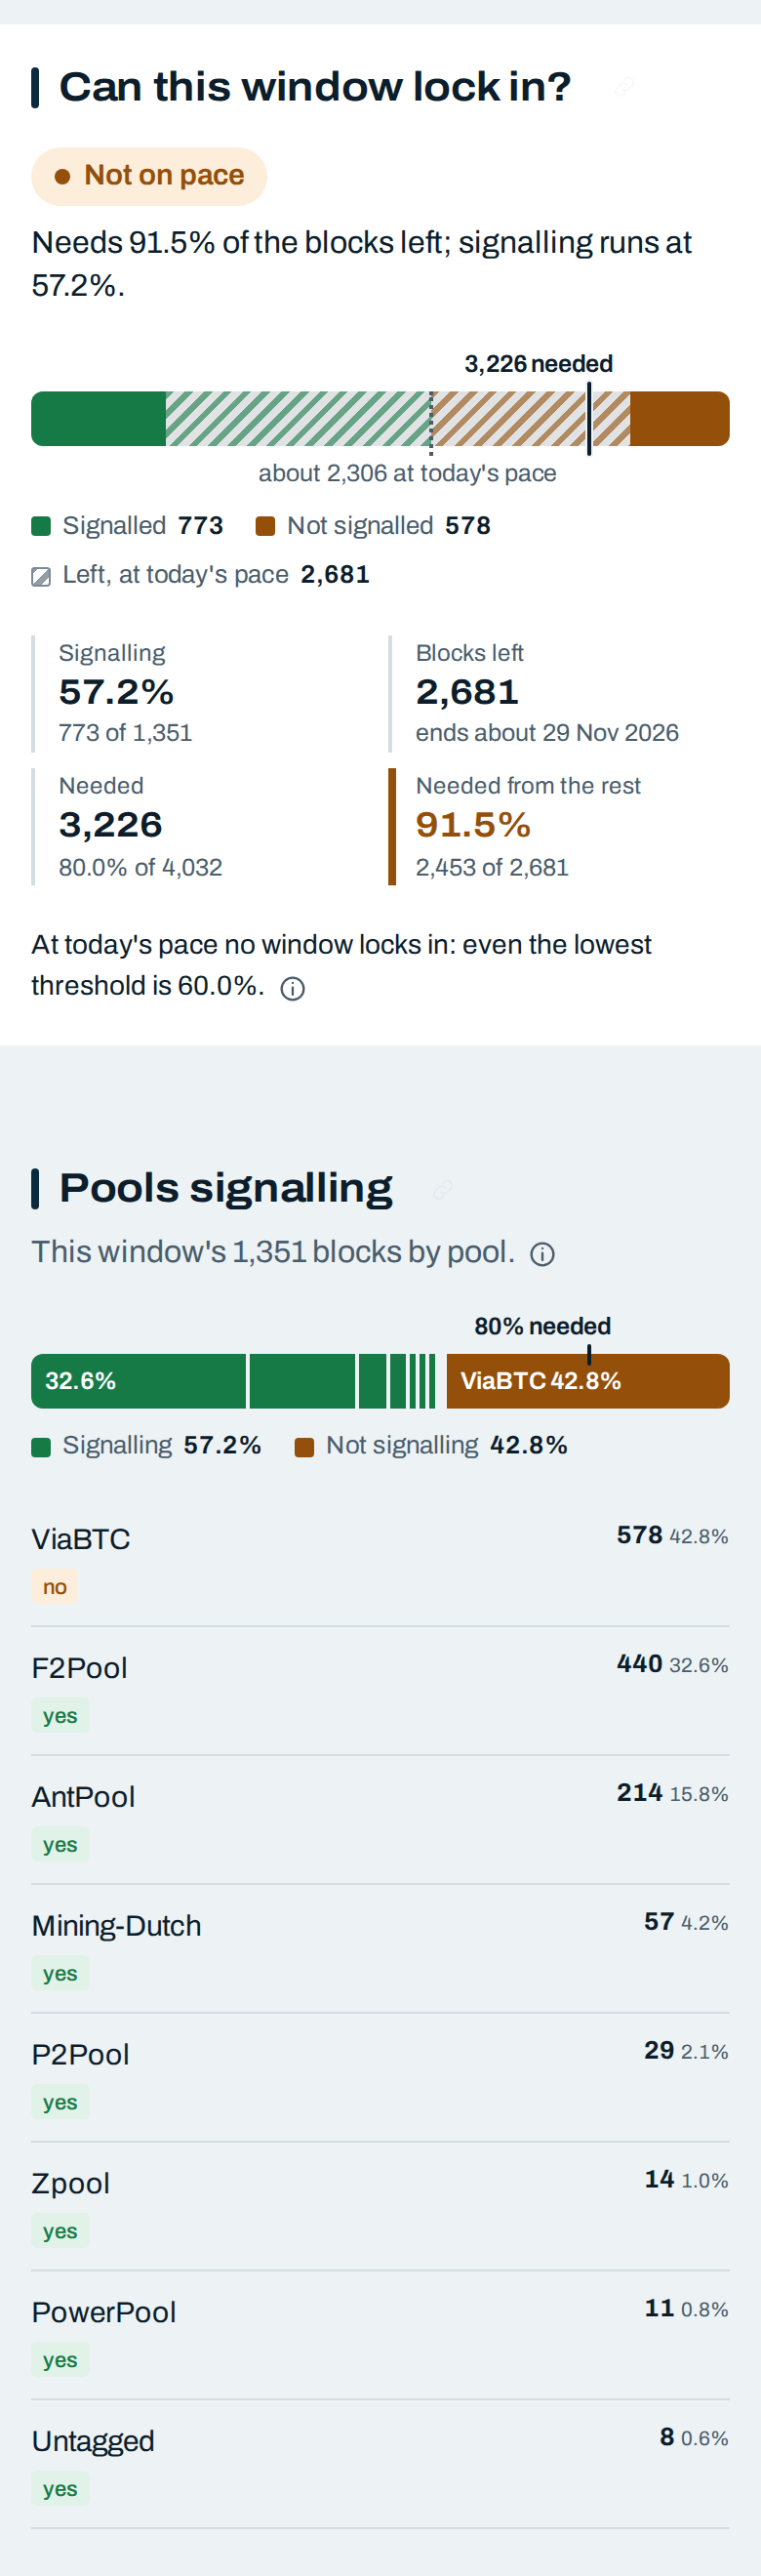 Can this window lock in?
Not on pace
Needs 91.5% of the blocks left; signalling runs at
57.2%.
3,226 needed
about 2,306 at today's pace
Signalled 773 Not signalled 578
Left, at today's pace 2,681
Signalling
57.2%
773 of 1,351
Blocks left
2,681
ends about 29 Nov 2026
Needed
3,226
80.0% of 4,032
Needed from the rest
91.5%
2,453 of 2,681
At today's pace no window locks in: even the lowest
threshold is 60.0%.
Pools signalling
This window's 1,351 blocks by pool.
80% needed
32.6% ViaBTC 42.8%
Signalling 57.2% Not signalling 42.8%
ViaBTC 578 42.8%
no
F2Pool 440 32.6%
yes
AntPool 214 15.8%
yes
Mining-Dutch 57 4.2%
yes
P2Pool 29 2.1%
yes
Zpool 14 1.0%
yes
PowerPool 11 0.8%
yes
Untagged 8 0.6%
yes